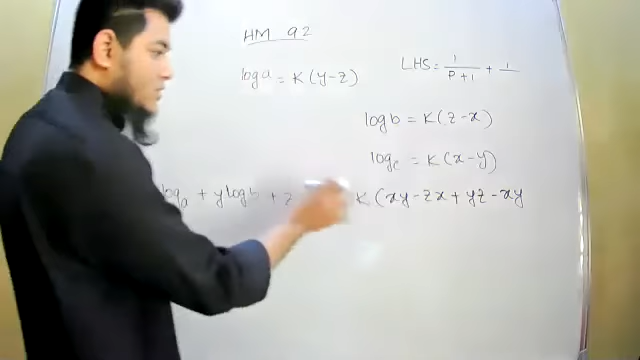 HM 92
log a = K (y-z)
LHS = 1/(P+1) + 1
log b = K (z-x)
log c = K (x-y)
log a + y log b + z K (xy - zx + yz - xy